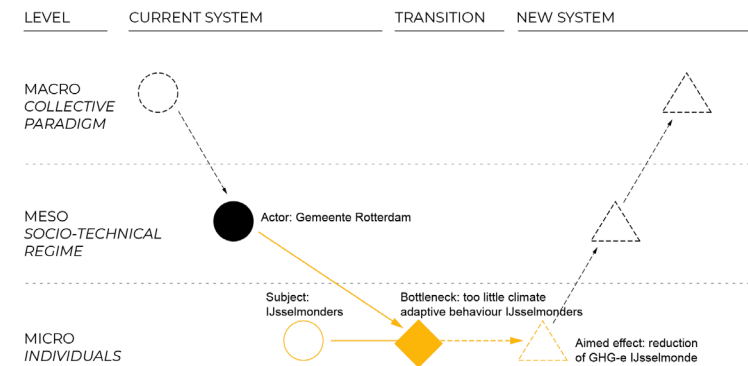 LEVEL
CURRENT SYSTEM
TRANSITION
NEW SYSTEM
MACRO
COLLECTIVE
PARADIGM
MESO
SOCIO-TECHNICAL
REGIME
Actor: Gemeente Rotterdam
Subject:
IJsselmonders
Bottleneck: too little climate
adaptive behaviour IJsselmonders
MICRO
INDIVIDUALS
Aimed effect: reduction
of GHG-e IJsselmonde